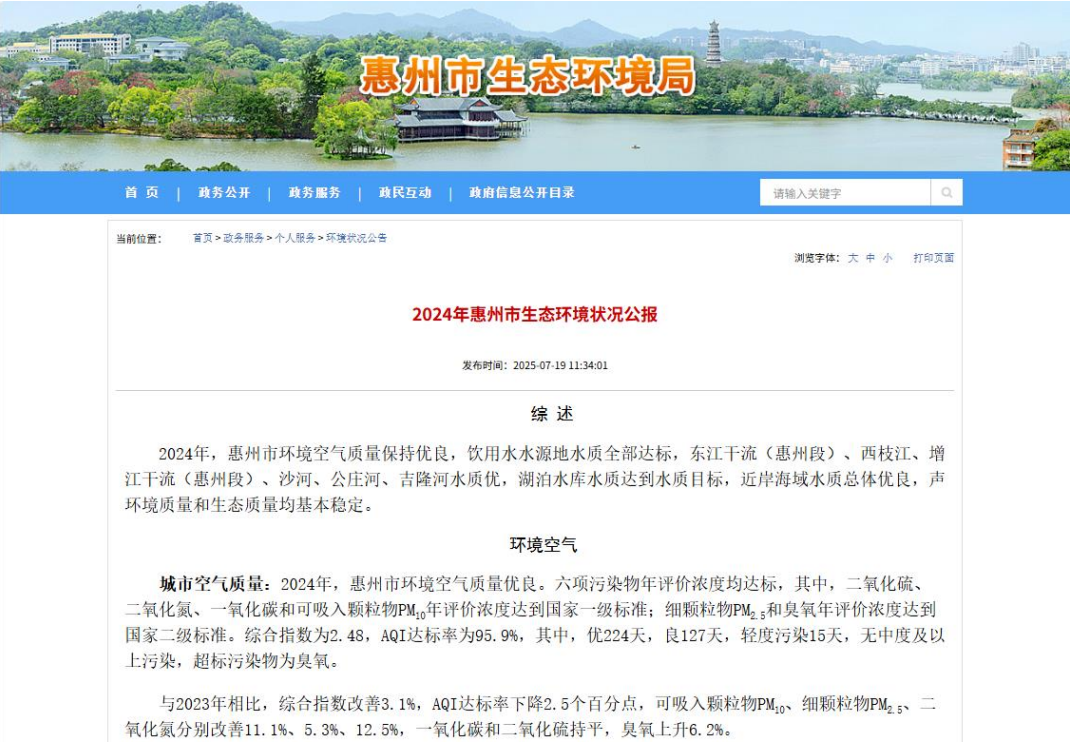 惠州市生态环境局
首 页 | 政务公开 | 政务服务 | 政民互动 | 政府信息公开目录 请输入关键字
当前位置: 首页 > 政务服务 > 个人服务 > 环境状况公告
浏览字体: 大 中 小 打印页面
2024年惠州市生态环境状况公报
发布时间: 2025-07-19 11:34:01
综 述
2024年，惠州市环境空气质量保持优良，饮用水水源地水质全部达标，东江干流（惠州段）、西枝江、增
江干流（惠州段）、沙河、公庄河、吉隆河水质优，湖泊水库水质达到水质目标，近岸海域水质总体优良，声
环境质量和生态质量均基本稳定。
环境空气
城市空气质量：2024年，惠州市环境空气质量优良。六项污染物年评价浓度均达标，其中，二氧化硫、
二氧化氮、一氧化碳和可吸入颗粒物PM10年评价浓度达到国家一级标准；细颗粒物PM2.5和臭氧年评价浓度达到
国家二级标准。综合指数为2.48，AQI达标率为95.9%，其中，优224天，良127天，轻度污染15天，无中度及以
上污染，超标污染物为臭氧。
与2023年相比，综合指数改善3.1%，AQI达标率下降2.5个百分点，可吸入颗粒物PM10、细颗粒物PM2.5、二
氧化氮分别改善11.1%、5.3%、12.5%，一氧化碳和二氧化硫持平，臭氧上升6.2%。